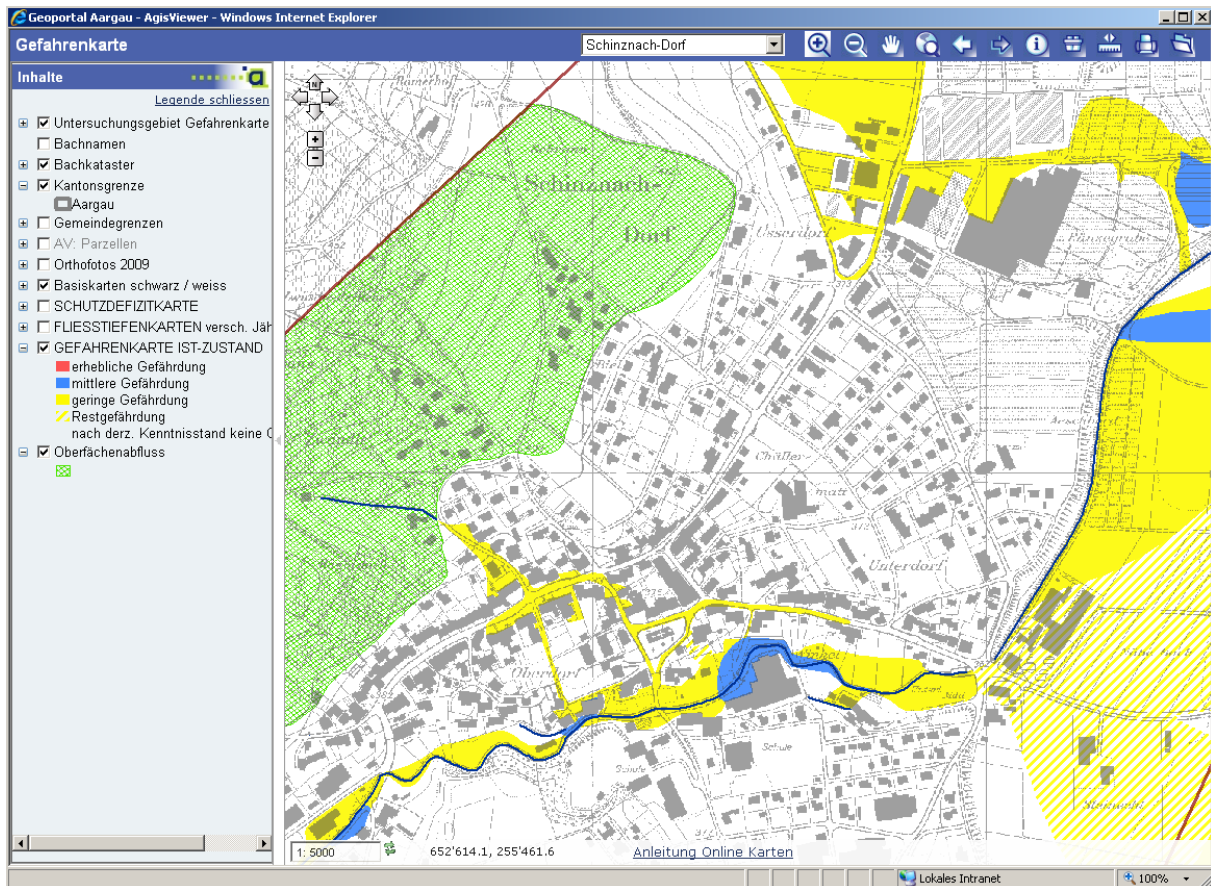 Geoportal Aargau - AgisViewer - Windows Internet Explorer
Gefahrenkarte
Schinznach-Dorf
Inhalte
Legende schliessen
Untersuchungsgebiet Gefahrenkarte
Bachnamen
Bachkataster
Kantonsgrenze
Aargau
Gemeindegrenzen
AV: Parzellen
Orthofotos 2009
Basiskarten schwarz / weiss
SCHUTZDEFIZITKARTE
FLIESSTIEFENKARTEN versch. Jäh
GEFAHRENKARTE IST-ZUSTAND
erhebliche Gefährdung
mittlere Gefährdung
geringe Gefährdung
Restgefährdung
nach derz. Kenntnisstand keine G
Oberfächenabfluss
N
Schinznach-
Dorf
Usserdorf
Unterdorf
Oberdorf
Schule
Schule
1: 5000
652'614.1, 255'461.6
Anleitung Online Karten
Lokales Intranet
100%